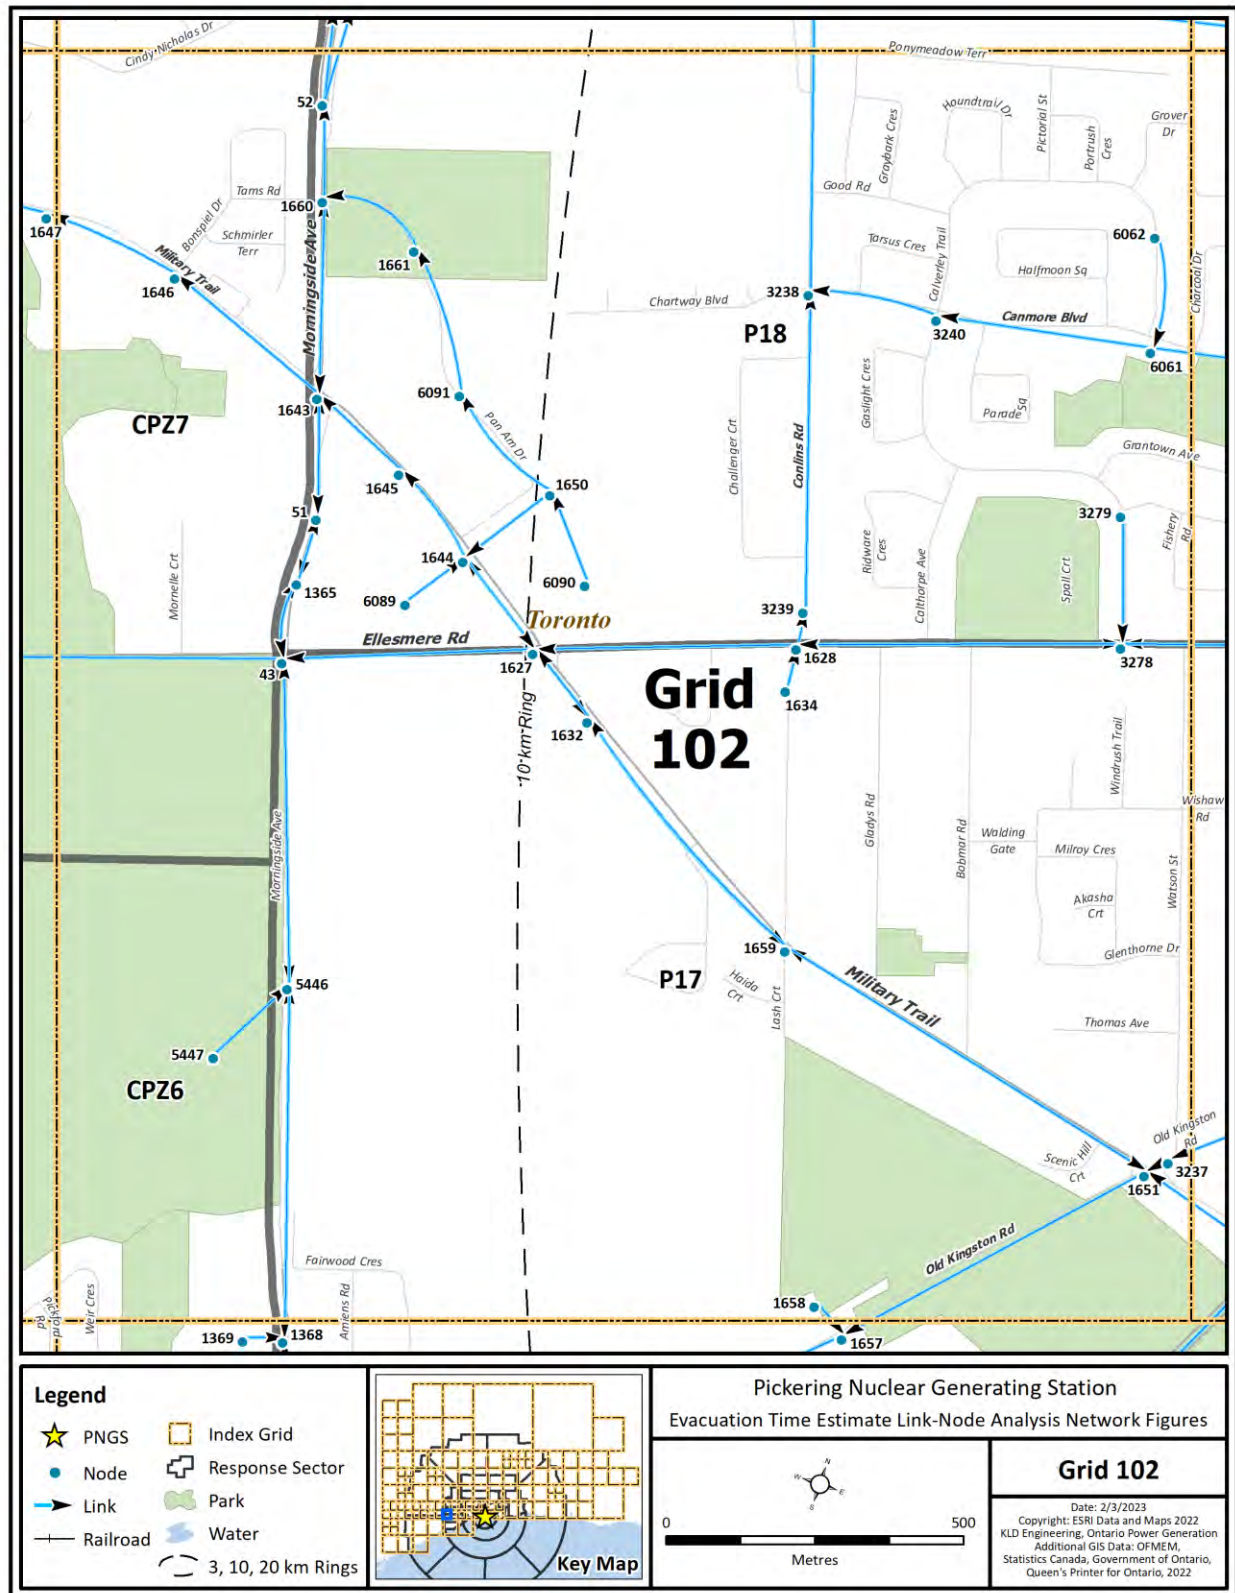 Cindy Nicholas Dr
Ponymeadow Terr
52
Houndtrail Dr
Pictorial St
Portrush
Cres
Grover
Dr
Graybark Cres
Good Rd
Tams Rd
1660
Bonspiel Dr
Schmirler
Terr
1647
Military Trail
1646
Morningside Ave
1661
Tarsus Cres
Calverley Trail
Halfmoon Sq
6062
Charcoal Dr
Chartway Blvd
3238
P18
3240
Canmore Blvd
6061
1643
CPZ7
6091
Pan Am Dr
Gaslight Cres
Parade
Sq
Challenger Crt
Conlins Rd
Grantown Ave
1645
1650
51
1644
3279
Fishery
Rd
Ridware
Cres
Calthorpe Ave
Spall Crt
Mornelle Crt
1365
6089
6090
Toronto
3239
Ellesmere Rd
43
1627
1628
3278
Grid
102
1634
1632
10 km Ring
Windrush Trail
Wishaw
Rd
Gladys Rd
Bobmar Rd
Walding
Gate
Milroy Cres
Morningside Ave
Akasha
Crt
Watson St
Glenthorne Dr
1659
P17
Haida
Crt
Lash Crt
Military Trail
Thomas Ave
5446
5447
CPZ6
Scenic Hill
Crt
Old Kingston
Rd
3237
1651
Old Kingston Rd
Fairwood Cres
Amiens Rd
Weir Cres
1658
1657
1369
1368
Legend
PNGS
Node
Link
Railroad
Index Grid
Response Sector
Park
Water
3, 10, 20 km Rings
Key Map
Pickering Nuclear Generating Station
Evacuation Time Estimate Link-Node Analysis Network Figures
N
W
E
S
0
500
Metres
Grid 102
Date: 2/3/2023
Copyright: ESRI Data and Maps 2022
KLD Engineering, Ontario Power Generation
Additional GIS Data: OFMEM,
Statistics Canada, Government of Ontario,
Queen's Printer for Ontario, 2022